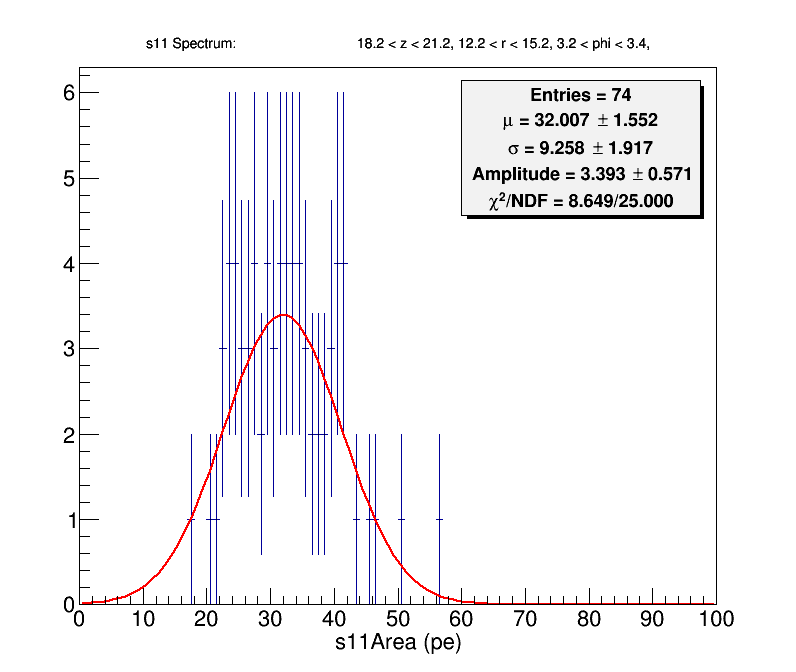 s11 Spectrum: 18.2 < z < 21.2, 12.2 < r < 15.2, 3.2 < phi < 3.4,
Entries = 74
μ = 32.007 ± 1.552
σ = 9.258 ± 1.917
Amplitude = 3.393 ± 0.571
χ²/NDF = 8.649/25.000
6
5
4
3
2
1
0
0 10 20 30 40 50 60 70 80 90 100
s11Area (pe)